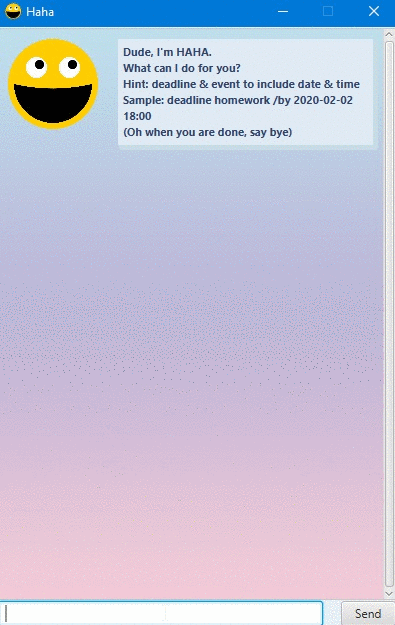 Haha
Dude, I'm HAHA.
What can I do for you?
Hint: deadline & event to include date & time
Sample: deadline homework /by 2020-02-02
18:00
(Oh when you are done, say bye)
Send